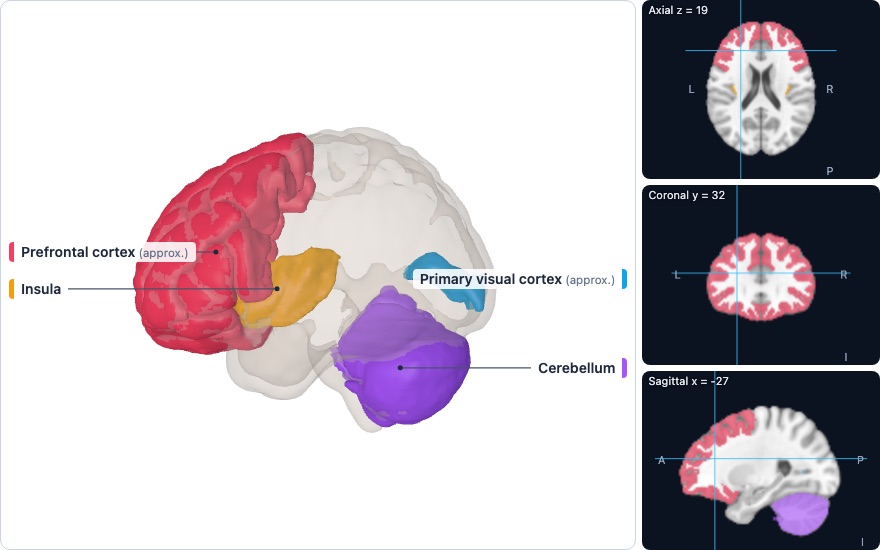 Prefrontal cortex (approx.)
Insula
Primary visual cortex (approx.)
Cerebellum
Axial z = 19
L
R
P
Coronal y = 32
L
R
I
Sagittal x = -27
A
P
I